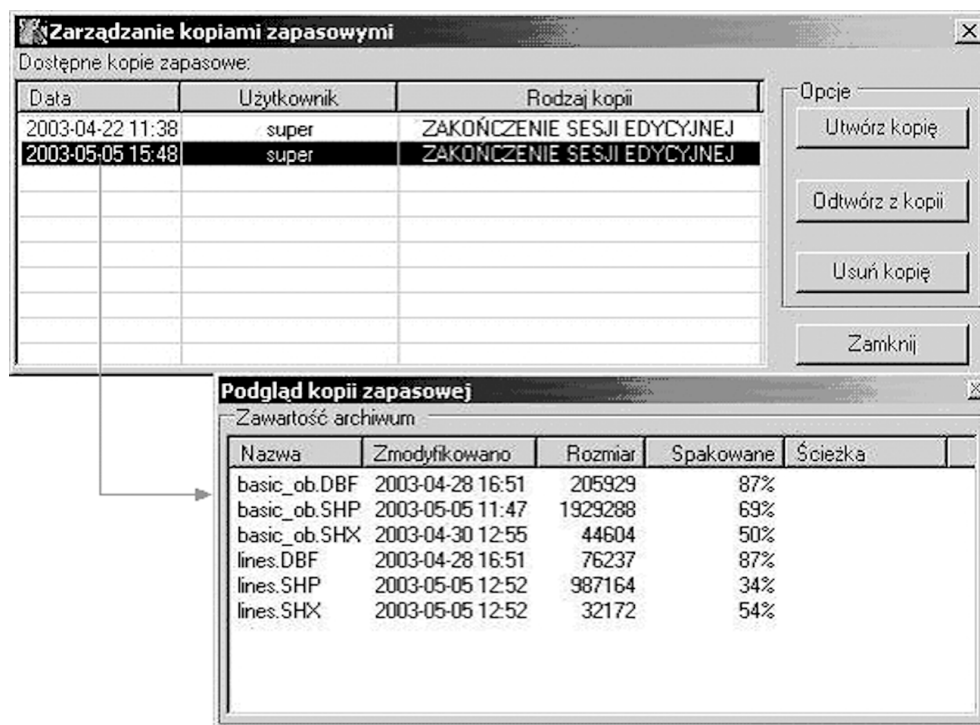 Zarządzanie kopiami zapasowymi
Dostępne kopie zapasowe:
Data Użytkownik Rodzaj kopii
2003-04-22 11:38 super ZAKOŃCZENIE SESJI EDYCYJNEJ
2003-05-05 15:48 super ZAKOŃCZENIE SESJI EDYCYJNEJ
Opcje
Utwórz kopię
Odtwórz z kopii
Usuń kopię
Zamknij
Podgląd kopii zapasowej
Zawartość archiwum
Nazwa Zmodyfikowano Rozmiar Spakowane Ścieżka
basic_ob.DBF 2003-04-28 16:51 205929 87%
basic_ob.SHP 2003-05-05 11:47 1929288 69%
basic_ob.SHX 2003-04-30 12:55 44604 50%
lines.DBF 2003-04-28 16:51 76237 87%
lines.SHP 2003-05-05 12:52 987164 34%
lines.SHX 2003-05-05 12:52 32172 54%